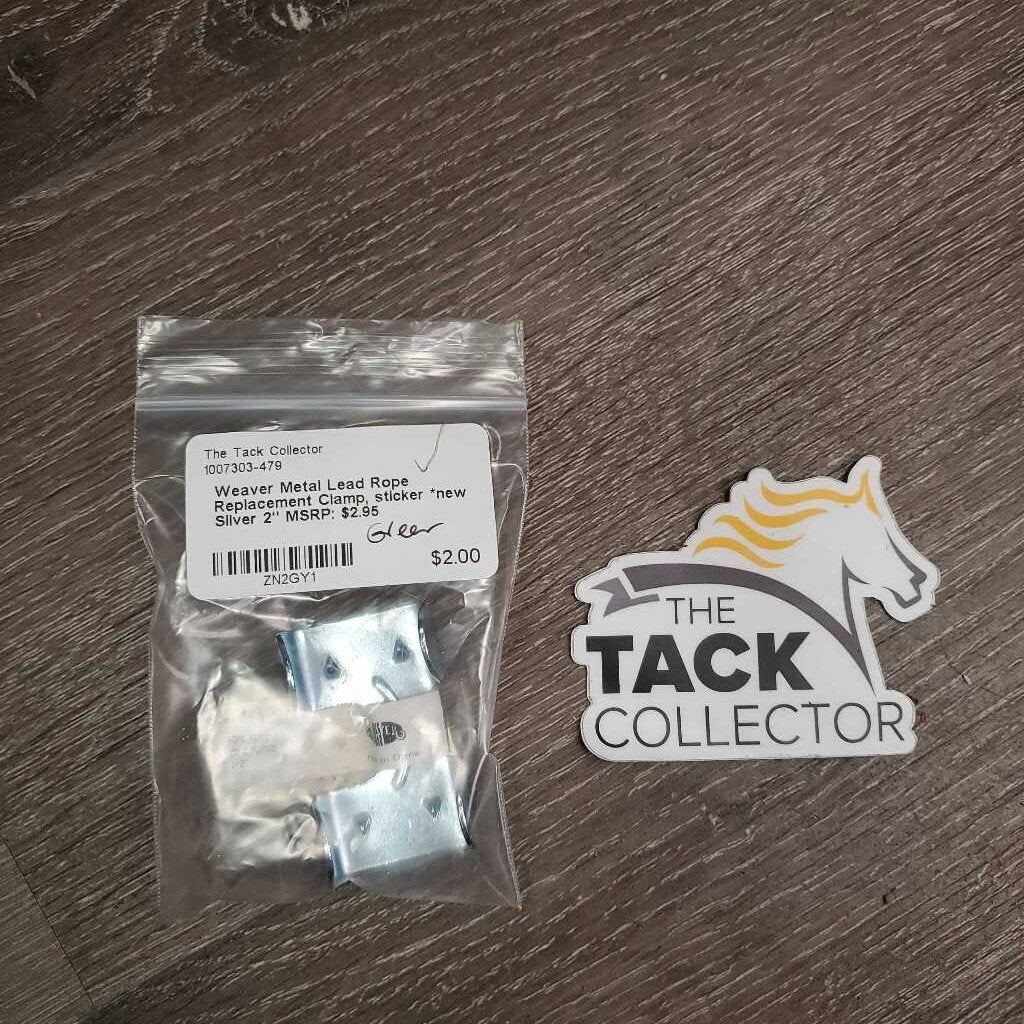 The Tack Collector
1007303-479
Weaver Metal Lead Rope
Replacement Clamp, sticker *new
Silver 2" MSRP: $2.95
Green
$2.00
ZN2GY1
THE
TACK
COLLECTOR
WEAVER